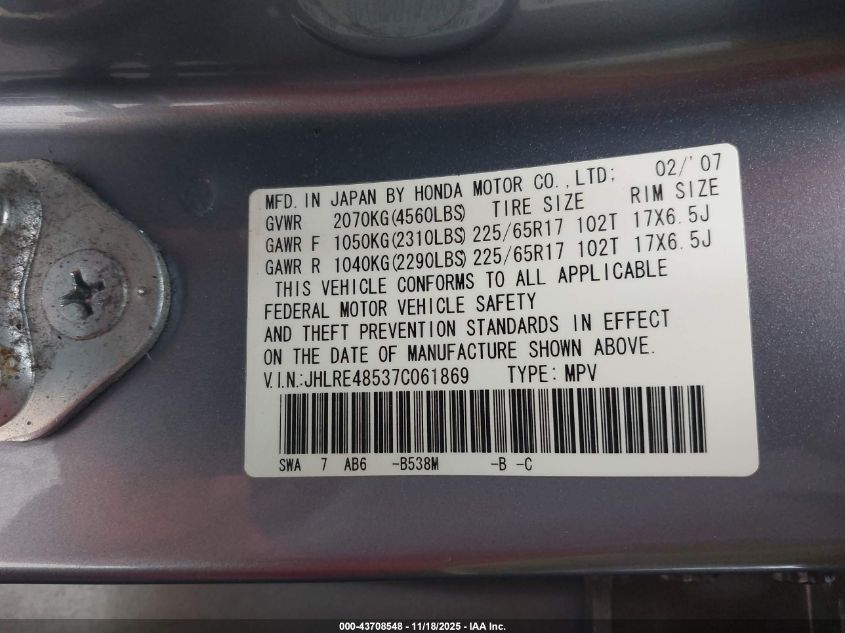 MFD. IN JAPAN BY HONDA MOTOR CO.,LTD; 02/'07
GVWR 2070KG(4560LBS) TIRE SIZE RIM SIZE
GAWR F 1050KG(2310LBS) 225/65R17 102T 17X6.5J
GAWR R 1040KG(2290LBS) 225/65R17 102T 17X6.5J
THIS VEHICLE CONFORMS TO ALL APPLICABLE
FEDERAL MOTOR VEHICLE SAFETY
AND THEFT PREVENTION STANDARDS IN EFFECT
ON THE DATE OF MANUFACTURE SHOWN ABOVE.
V.I.N.:JHLRE48537C061869 TYPE: MPV
SWA 7 AB6 -B538M -B -C
000-43708548 - 11/18/2025 - IAA Inc.